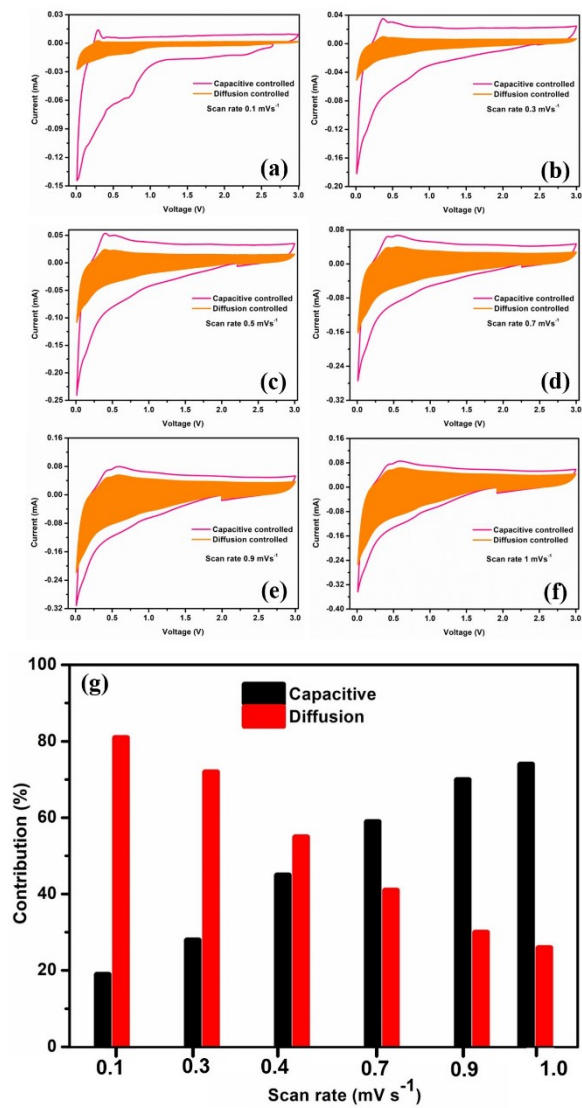 0.03
0.00
-0.03
-0.06
-0.09
-0.12
-0.15
Current (mA)
Capacitive controlled
Diffusion controlled
Scan rate 0.1 mVs⁻¹
(a)
0.0 0.5 1.0 1.5 2.0 2.5 3.0
Voltage (V)
0.04
0.00
-0.04
-0.08
-0.12
-0.16
-0.20
Current (mA)
Capacitive controlled
Diffusion controlled
Scan rate 0.3 mVs⁻¹
(b)
0.0 0.5 1.0 1.5 2.0 2.5 3.0
Voltage (V)
0.05
0.00
-0.05
-0.10
-0.15
-0.20
-0.25
Current (mA)
Capacitive controlled
Diffusion controlled
Scan rate 0.5 mVs⁻¹
(c)
0.0 0.5 1.0 1.5 2.0 2.5 3.0
Voltage (V)
0.08
0.00
-0.08
-0.16
-0.24
-0.32
Current (mA)
Capacitive controlled
Diffusion controlled
Scan rate 0.7 mVs⁻¹
(d)
0.0 0.5 1.0 1.5 2.0 2.5 3.0
Voltage (V)
0.16
0.08
0.00
-0.08
-0.16
-0.24
-0.32
Current (mA)
Capacitive controlled
Diffusion controlled
Scan rate 0.9 mVs⁻¹
(e)
0.0 0.5 1.0 1.5 2.0 2.5 3.0
Voltage (V)
0.16
0.08
0.00
-0.08
-0.16
-0.24
-0.32
-0.40
Current (mA)
Capacitive controlled
Diffusion controlled
Scan rate 1 mVs⁻¹
(f)
0.0 0.5 1.0 1.5 2.0 2.5 3.0
Voltage (V)
(g)
Capacitive
Diffusion
100
80
60
40
20
0
Contribution (%)
0.1 0.3 0.4 0.7 0.9 1.0
Scan rate (mV s⁻¹)